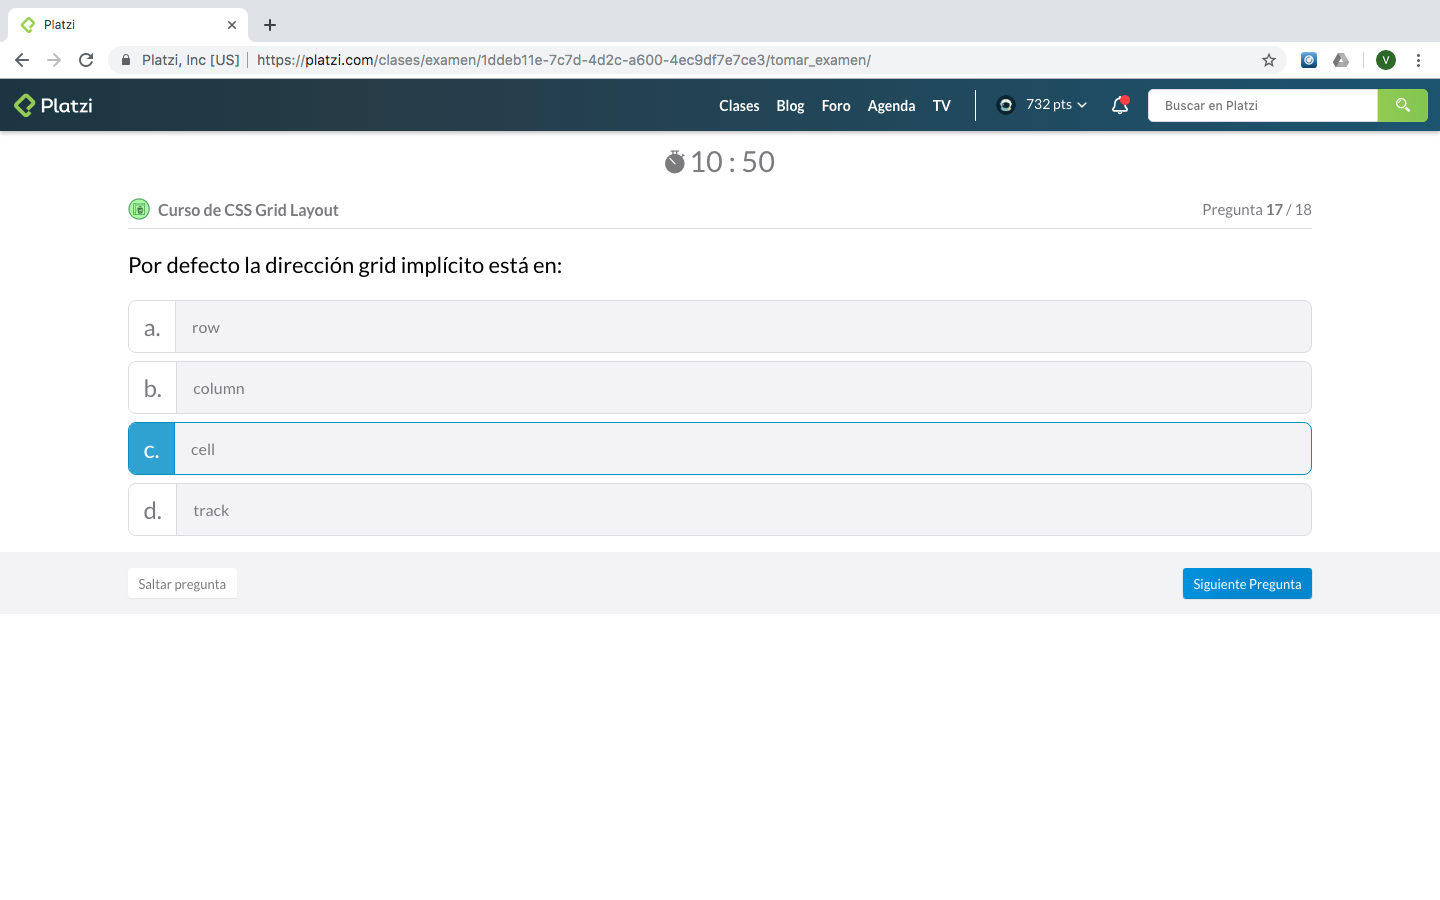 Platzi
Platzi, Inc [US] https://platzi.com/clases/examen/1ddeb11e-7c7d-4d2c-a600-4ec9df7e7ce3/tomar_examen/ V
Platzi Clases Blog Foro Agenda TV 732 pts Buscar en Platzi
10 : 50
Curso de CSS Grid Layout Pregunta 17 / 18
Por defecto la dirección grid implícito está en:
a. row
b. column
c. cell
d. track
Saltar pregunta Siguiente Pregunta